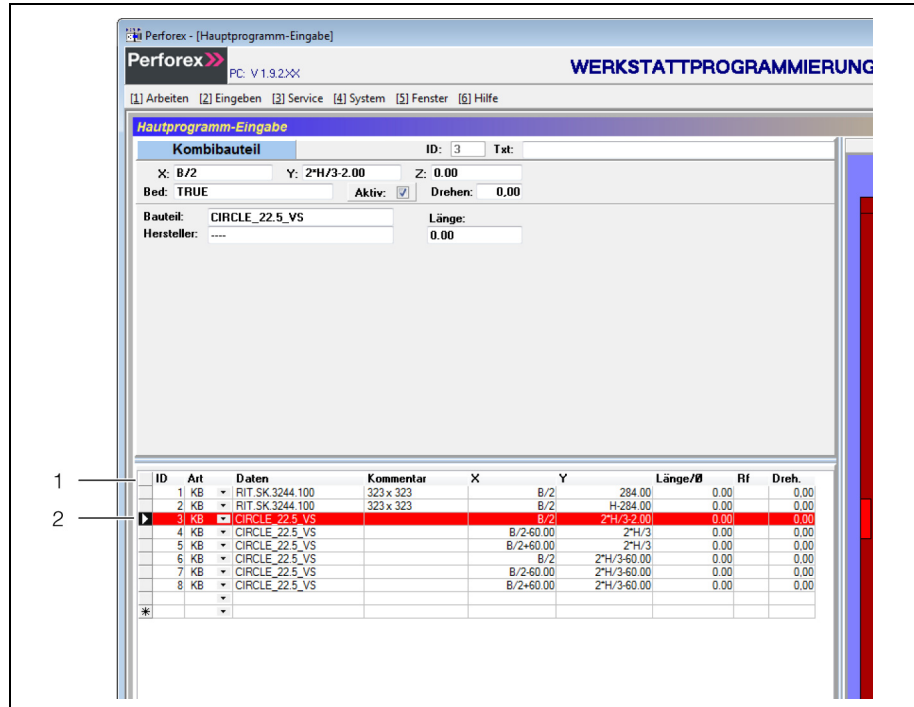 Perforex - [Hauptprogramm-Eingabe]
Perforex
PC: V 1.9.2XX
WERKSTATTPROGRAMMIERUNG
[1] Arbeiten [2] Eingeben [3] Service [4] System [5] Fenster [6] Hilfe
Hautprogramm-Eingabe
Kombibauteil ID: 3 Txt:
X: B/2 Y: 2*H/3-2.00 Z: 0.00
Bed: TRUE Aktiv: Drehen: 0,00
Bauteil: CIRCLE_22.5_VS Länge:
Hersteller: ---- 0.00
1
ID Art Daten Kommentar X Y Länge/Ø Rf Dreh.
1 KB RIT.SK.3244.100 323 x 323 B/2 284.00 0.00 0,00
2 KB RIT.SK.3244.100 323 x 323 B/2 H-284.00 0.00 0,00
2
3 KB CIRCLE_22.5_VS B/2 2*H/3-2.00 0.00 0,00
4 KB CIRCLE_22.5_VS B/2-60.00 2*H/3 0.00 0,00
5 KB CIRCLE_22.5_VS B/2+60.00 2*H/3 0.00 0,00
6 KB CIRCLE_22.5_VS B/2 2*H/3-60.00 0.00 0,00
7 KB CIRCLE_22.5_VS B/2-60.00 2*H/3-60.00 0.00 0,00
8 KB CIRCLE_22.5_VS B/2+60.00 2*H/3-60.00 0.00 0,00